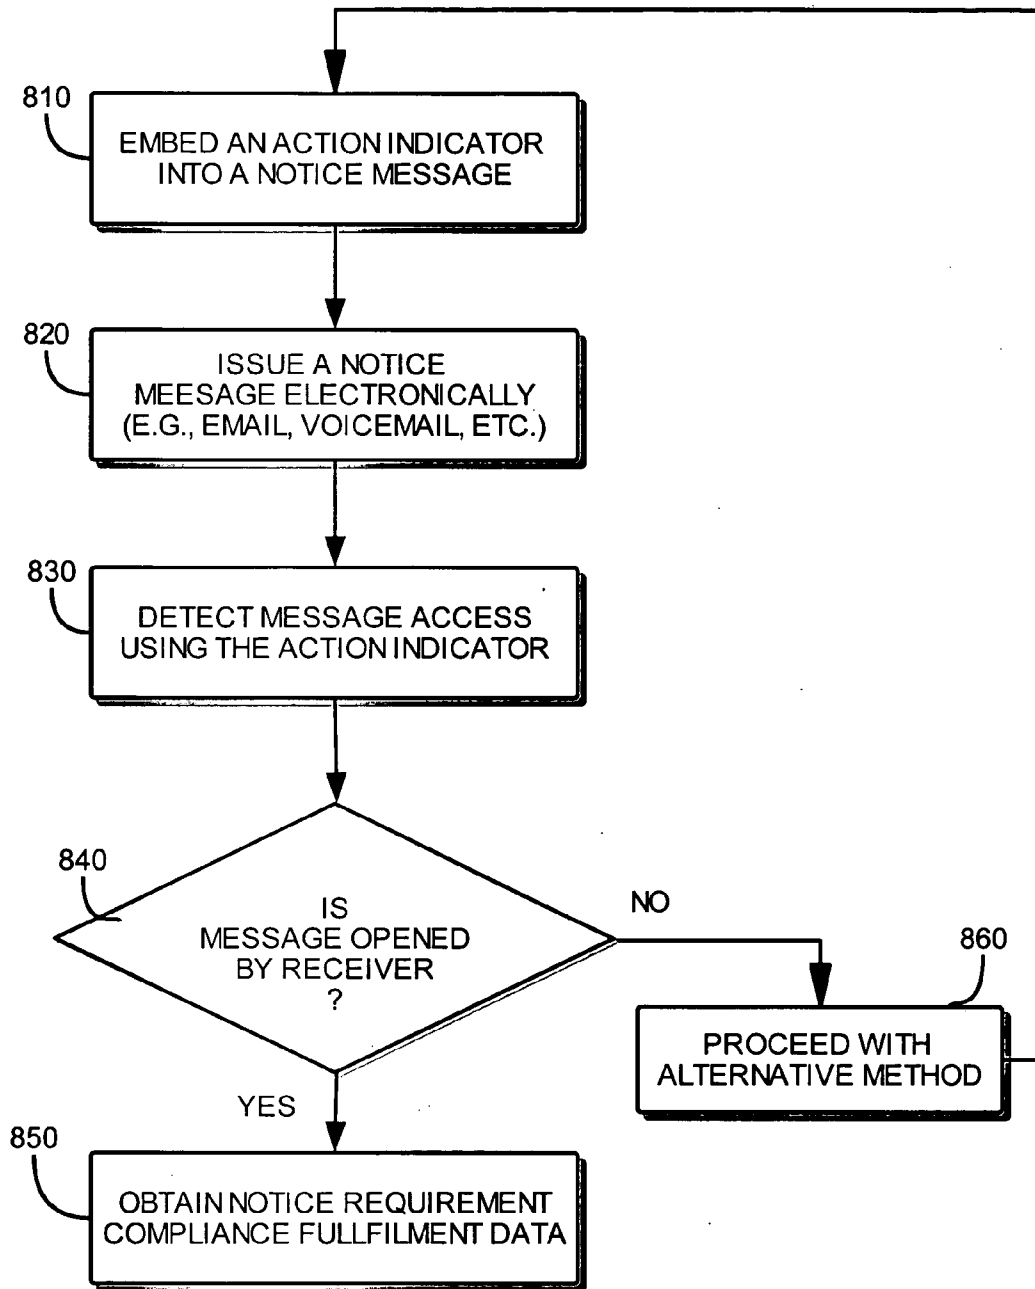 810
EMBED AN ACTION INDICATOR
INTO A NOTICE MESSAGE
820
ISSUE A NOTICE
MEESAGE ELECTRONICALLY
(E.G., EMAIL, VOICEMAIL, ETC.)
830
DETECT MESSAGE ACCESS
USING THE ACTION INDICATOR
840
IS
MESSAGE OPENED
BY RECEIVER
?
NO
860
PROCEED WITH
ALTERNATIVE METHOD
YES
850
OBTAIN NOTICE REQUIREMENT
COMPLIANCE FULLFILMENT DATA